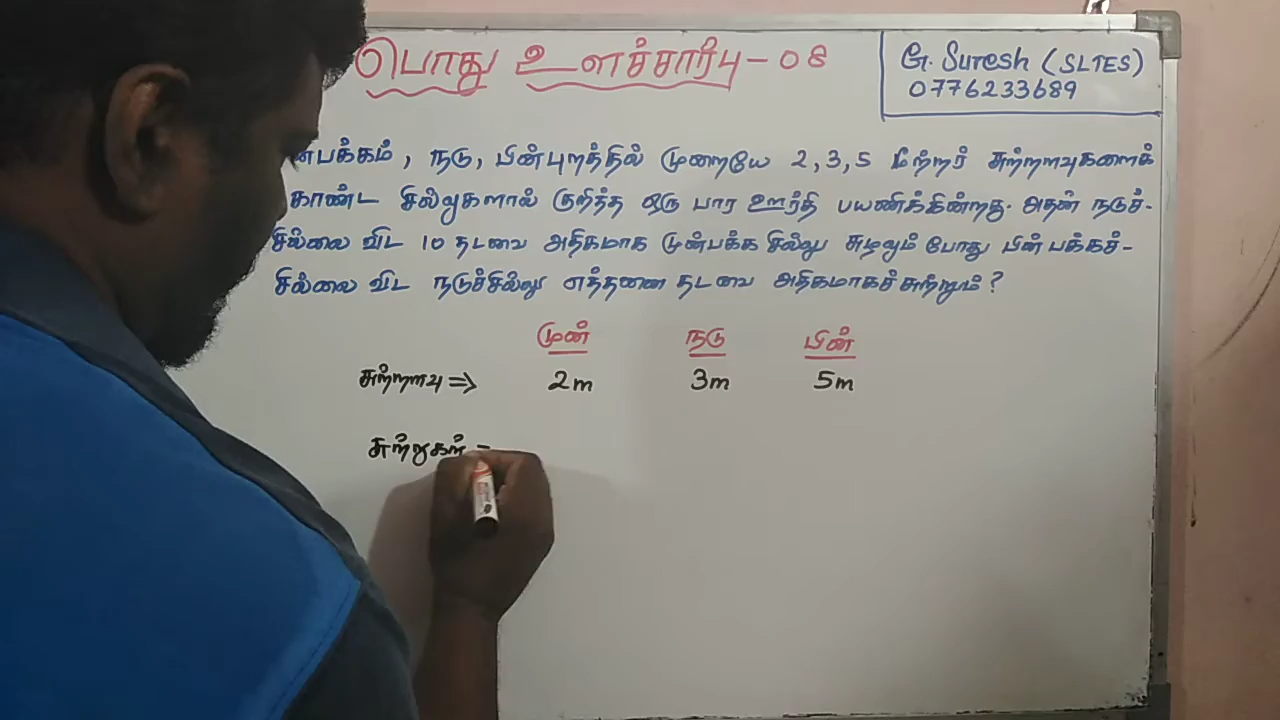 பொது உளச்சார்பு - 08
G. Suresh (SLTES)
0776233689
பக்கம், நடு, பின்புறத்தில் முறையே 2, 3, 5 மீற்றர் சுற்றளவுகளைக்
கொண்ட சில்லுகளால் குறித்த ஒரு பார ஊர்தி பயணிக்கின்றது. அதன் நடுச்-
சில்லை விட 10 தடவை அதிகமாக முன்பக்க சில்லு சுழலும் போது பின் பக்கச்-
சில்லை விட நடுச்சில்லு எத்தனை தடவை அதிகமாகச் சுற்றும்?
முன் நடு பின்
சுற்றளவு ⇒ 2m 3m 5m
சுற்றுகள்